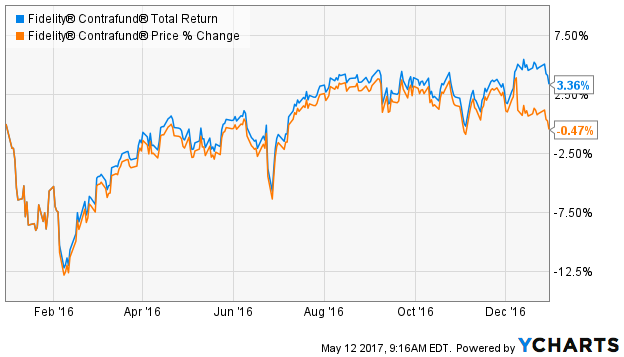 Fidelity® Contrafund® Total Return
Fidelity® Contrafund® Price % Change
7.50%
3.36%
2.50%
-0.47%
-2.50%
-7.50%
-12.5%
Feb '16 Apr '16 Jun '16 Aug '16 Oct '16 Dec '16
May 12 2017, 9:16AM EDT. Powered by YCHARTS